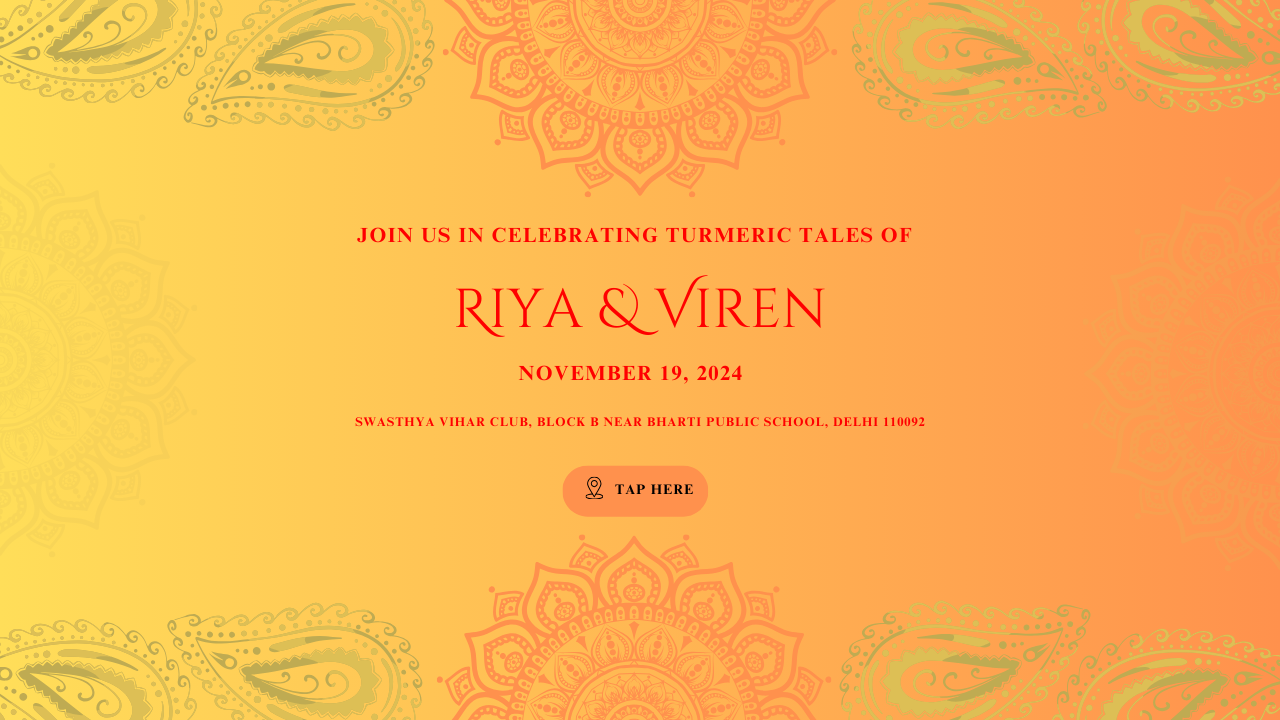 JOIN US IN CELEBRATING TURMERIC TALES OF
RIYA & VIREN
NOVEMBER 19, 2024
SWASTHYA VIHAR CLUB, BLOCK B NEAR BHARTI PUBLIC SCHOOL, DELHI 110092
TAP HERE